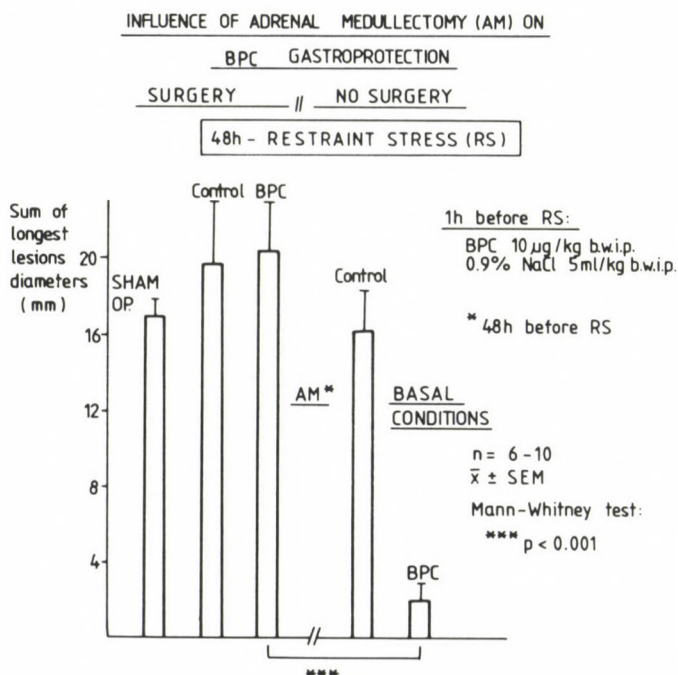 INFLUENCE OF ADRENAL MEDULLECTOMY (AM) ON
BPC GASTROPROTECTION
SURGERY // NO SURGERY
48h - RESTRAINT STRESS (RS)
Sum of
longest
lesions
diameters
(mm)
20
16
12
8
4
SHAM
OP.
Control BPC
AM*
Control
BPC
BASAL
CONDITIONS
1h before RS:
BPC 10 µg/kg b.w.i.p.
0.9% NaCl 5ml/kg b.w.i.p.
* 48h before RS
n = 6-10
x̄ ± SEM
Mann-Whitney test:
*** p < 0.001
//
***